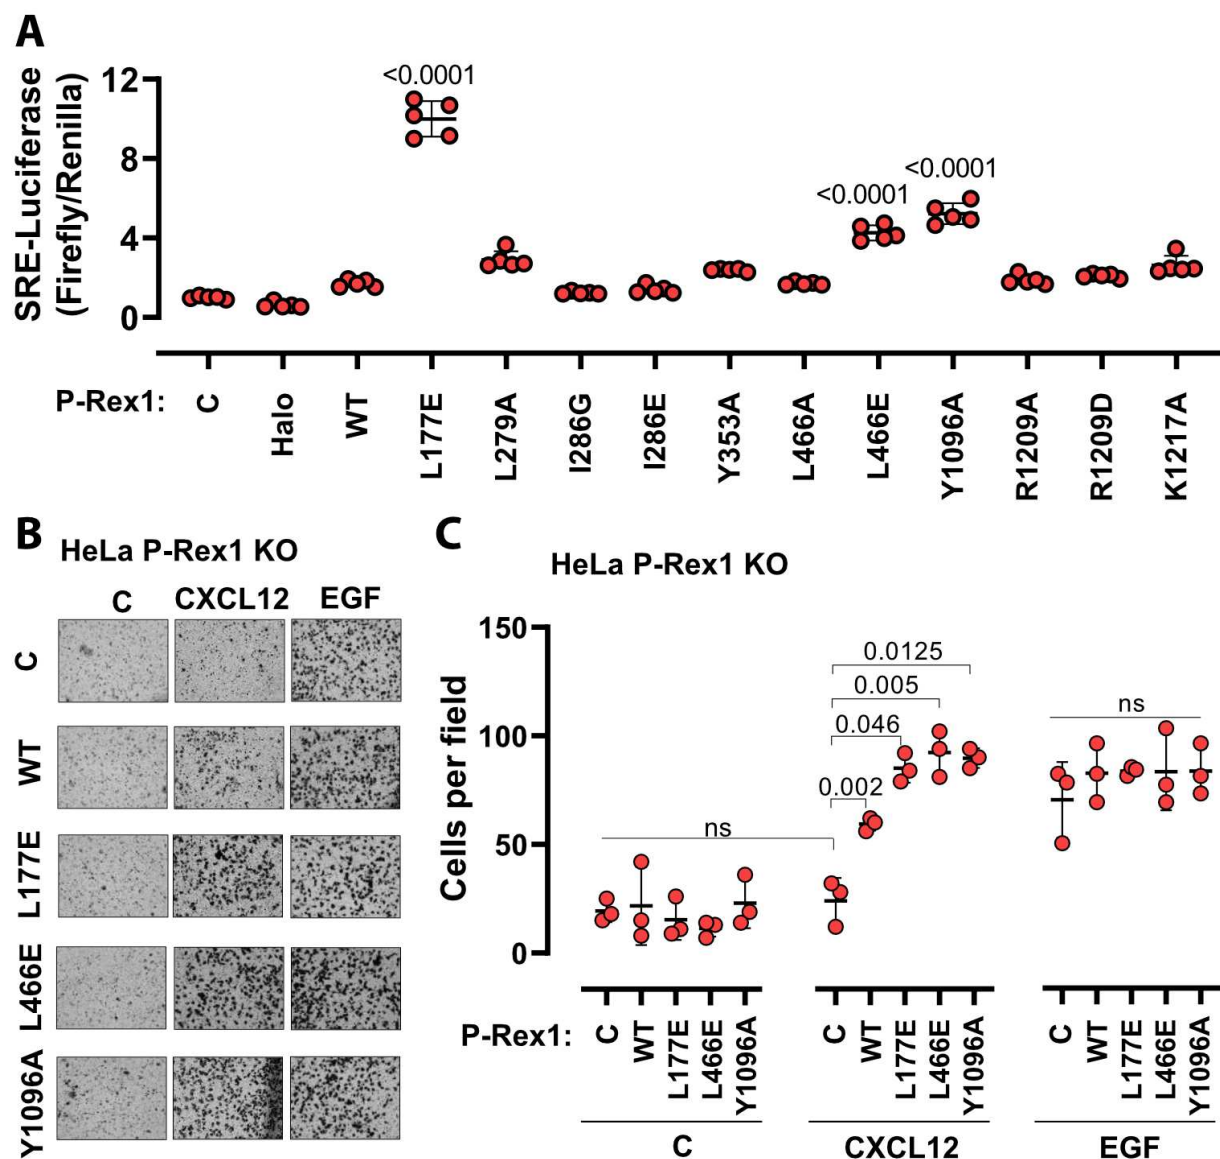 A
SRE-Luciferase
(Firefly/Renilla)
12
8
4
0
<0.0001
<0.0001
<0.0001
P-Rex1:
C
Halo
WT
L177E
L279A
I286G
I286E
Y353A
L466A
L466E
Y1096A
R1209A
R1209D
K1217A
B
HeLa P-Rex1 KO
C CXCL12 EGF
C
WT
L177E
L466E
Y1096A
C
HeLa P-Rex1 KO
Cells per field
150
100
50
0
ns
0.0125
0.005
0.046
0.002
ns
P-Rex1:
C
WT
L177E
L466E
Y1096A
C
WT
L177E
L466E
Y1096A
C
WT
L177E
L466E
Y1096A
C CXCL12 EGF